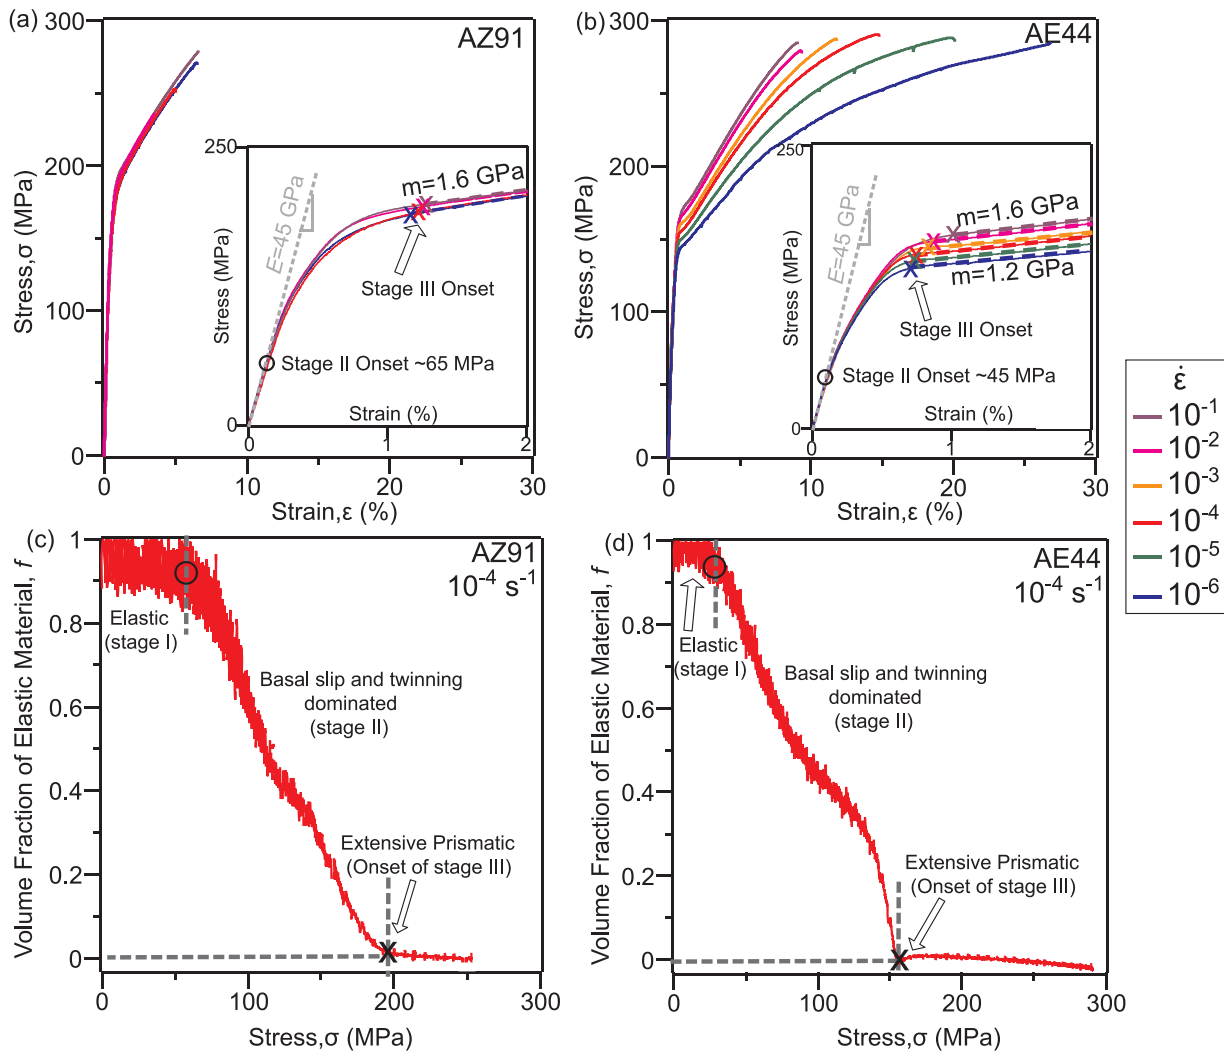 (a)
AZ91
300
200
100
0
Stress,σ (MPa)
0
5
10
15
20
25
30
Strain,ε (%)
250
0
Stress
(MPa)
E=45 GPa
m=1.6 GPa
Stage III Onset
Stage II Onset ~65 MPa
Strain (%)
0
1
2
(b)
AE44
300
200
100
0
Stress,σ (MPa)
0
5
10
15
20
25
30
Strain,ε (%)
250
0
Stress
(MPa)
E=45 GPa
m=1.6 GPa
m=1.2 GPa
Stage III Onset
Stage II Onset ~45 MPa
Strain (%)
0
1
2
ε̇
10⁻¹
10⁻²
10⁻³
10⁻⁴
10⁻⁵
10⁻⁶
(c)
AZ91
10⁻⁴ s⁻¹
1
0.8
0.6
0.4
0.2
0
Volume Fraction of Elastic Material, f
Elastic
(stage I)
Basal slip and twinning
dominated
(stage II)
Extensive Prismatic
(Onset of stage III)
0
100
200
300
Stress,σ (MPa)
(d)
AE44
10⁻⁴ s⁻¹
1
0.8
0.6
0.4
0.2
0
Volume Fraction of Elastic Material, f
Elastic
(stage I)
Basal slip and twinning
dominated
(stage II)
Extensive Prismatic
(Onset of stage III)
0
100
200
300
Stress,σ (MPa)